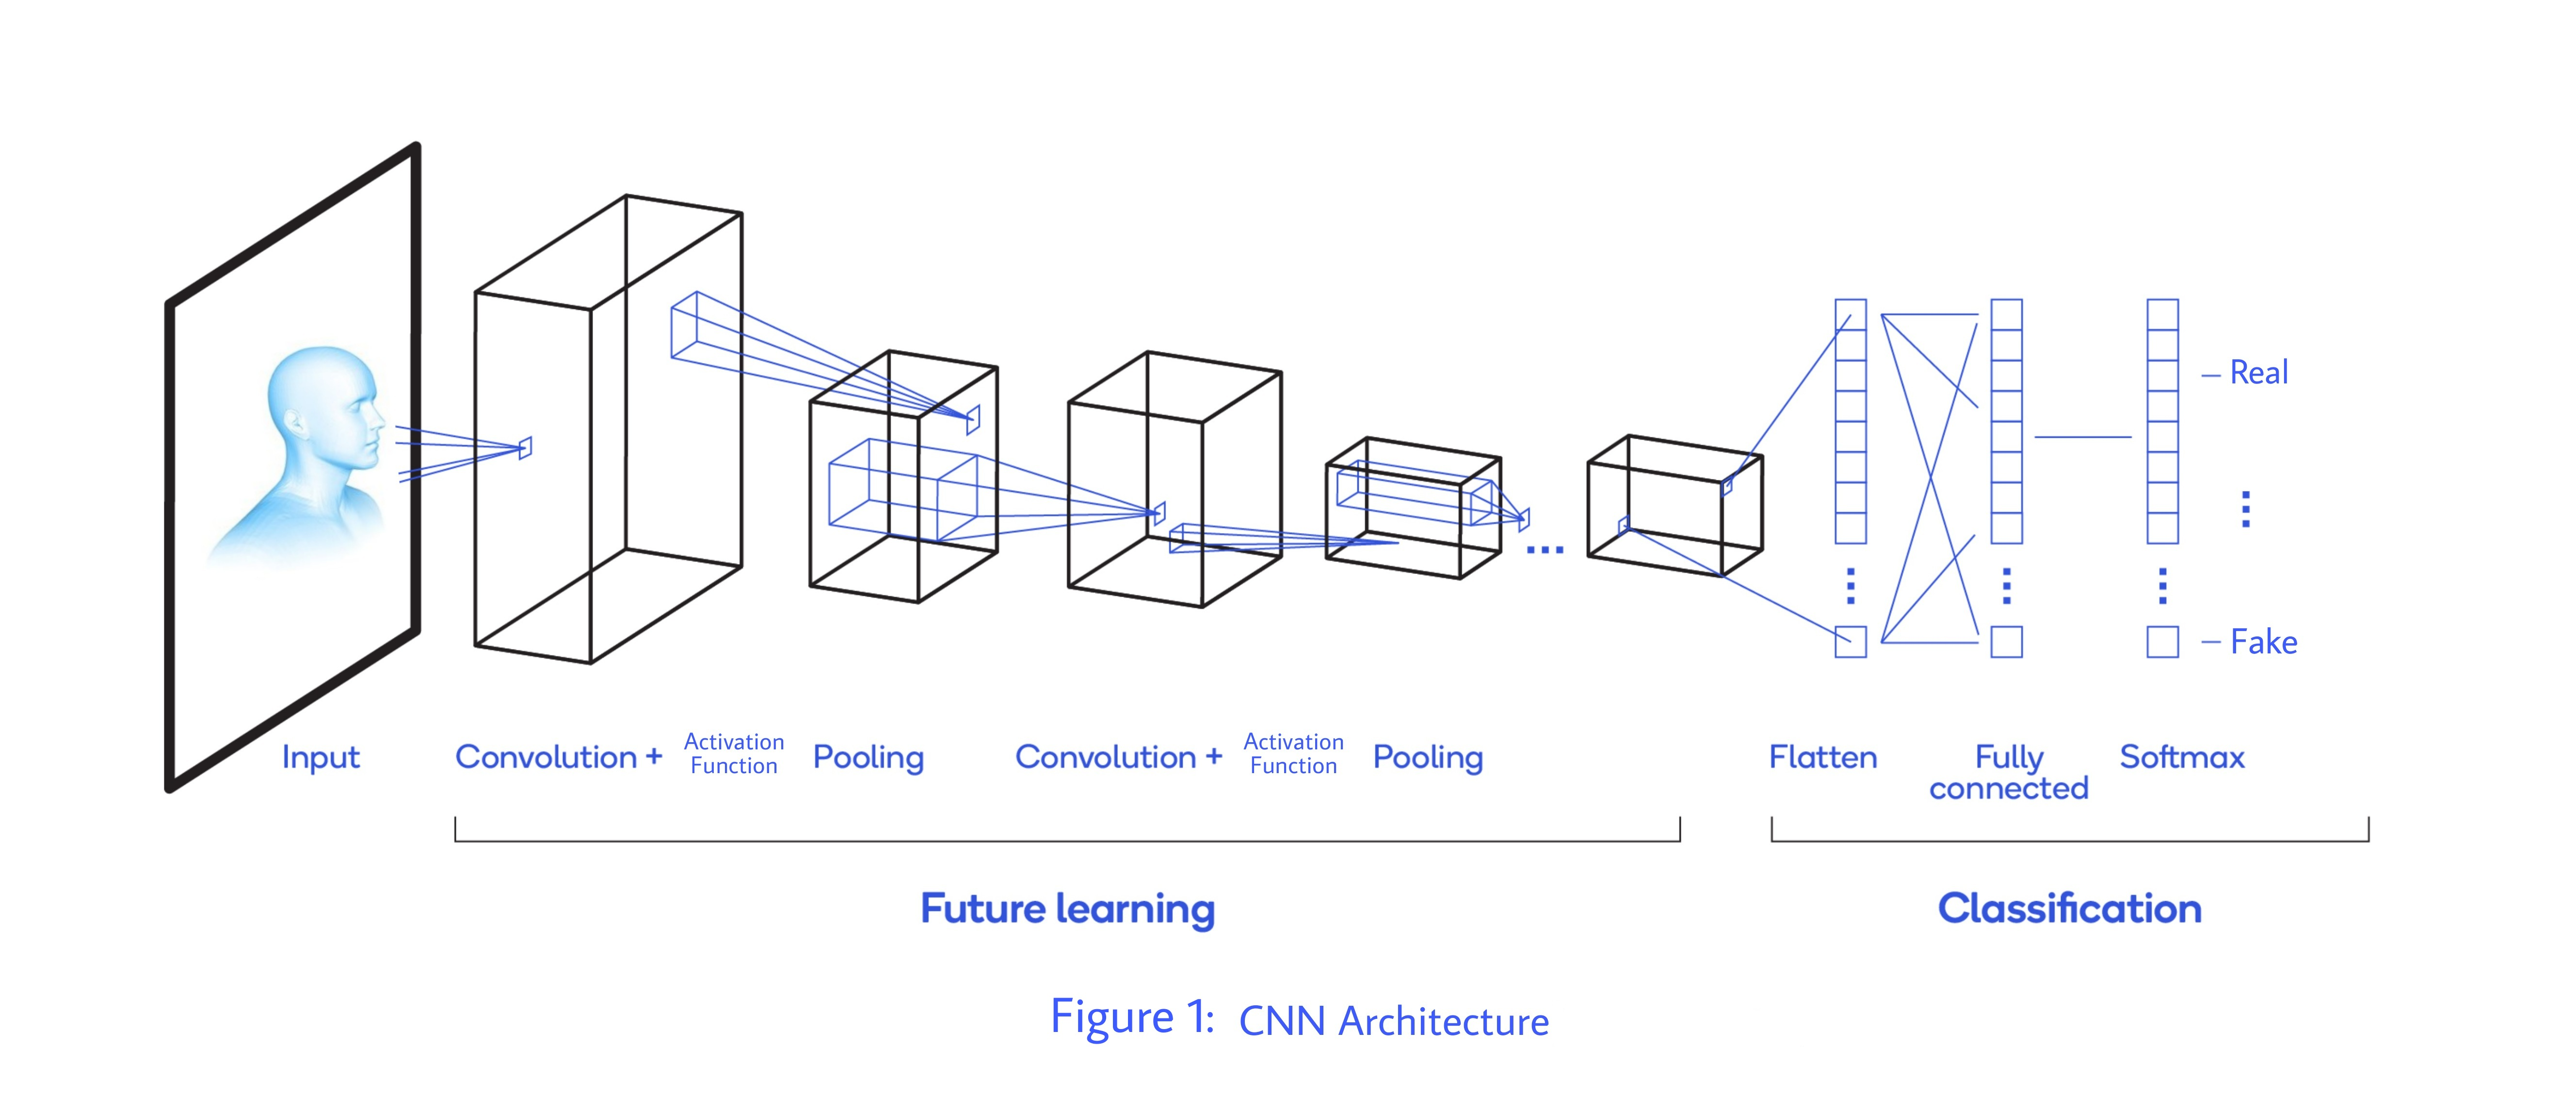 Real
Fake
Input
Convolution +
Activation
Function
Pooling
Convolution +
Activation
Function
Pooling
Flatten
Fully
connected
Softmax
Future learning
Classification
Figure 1: CNN Architecture